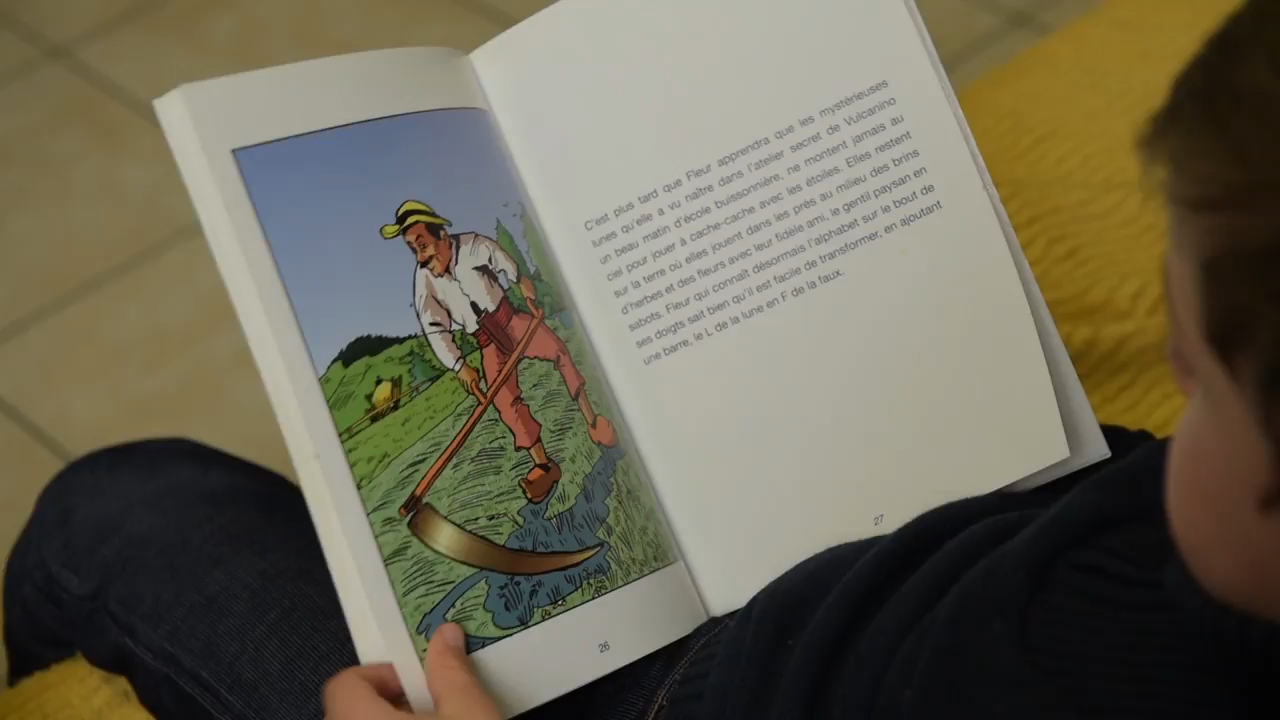 C'est plus tard que Fleur apprendra que les mystérieuses
lunes qu'elle a vu naître dans l'atelier secret de Vulcanino
un beau matin d'école buissonnière, ne montent jamais au
ciel pour jouer à cache-cache avec les étoiles. Elles restent
sur la terre où elles jouent dans les près au milieu des brins
d'herbes et des fleurs avec leur fidèle ami, le gentil paysan en
sabots. Fleur qui connaît désormais l'alphabet sur le bout de
ses doigts sait bien qu'il est facile de transformer, en ajoutant
une barre, le L de la lune en F de la faux.
26
27